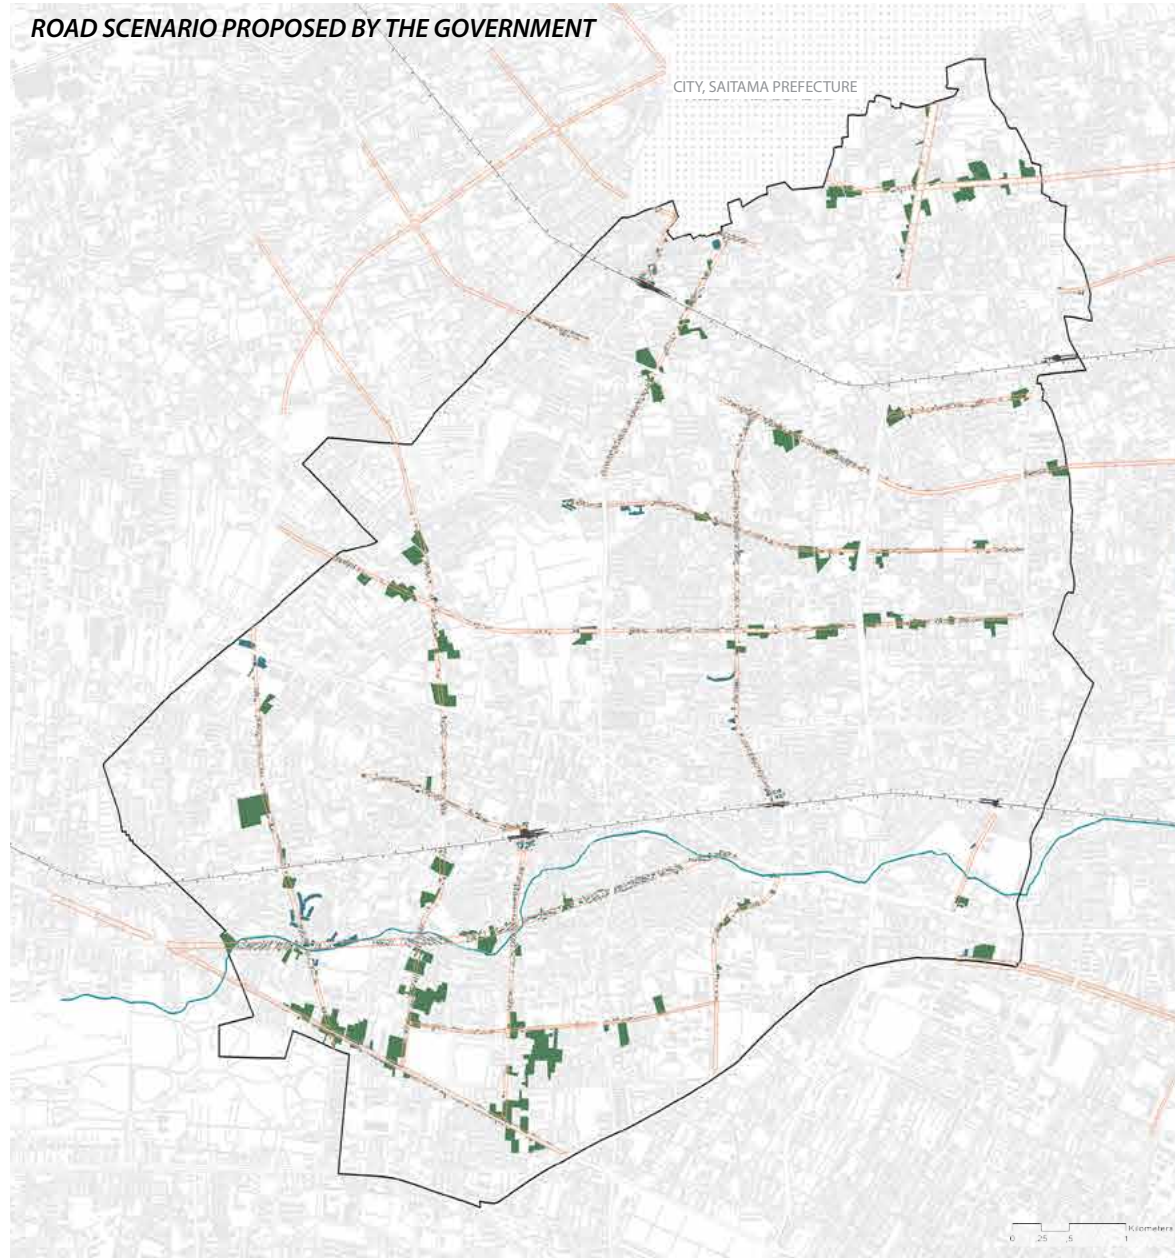 ROAD SCENARIO PROPOSED BY THE GOVERNMENT
CITY, SAITAMA PREFECTURE
Kilometers
0 .25 .5 1